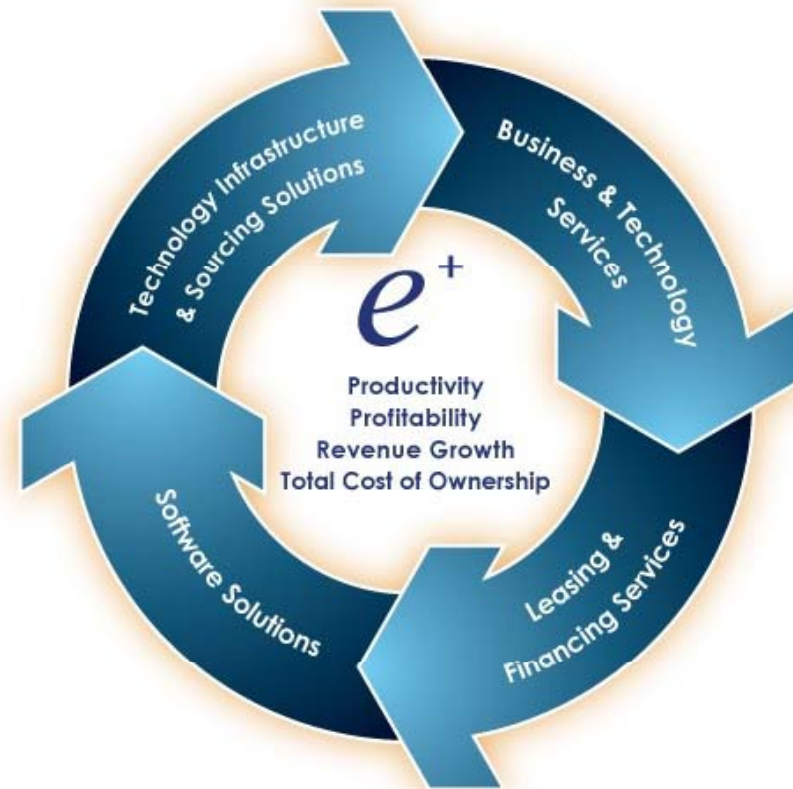 Technology Infrastructure
& Sourcing Solutions
Business & Technology
Services
e+
Productivity
Profitability
Revenue Growth
Total Cost of Ownership
Software Solutions
Leasing &
Financing Services